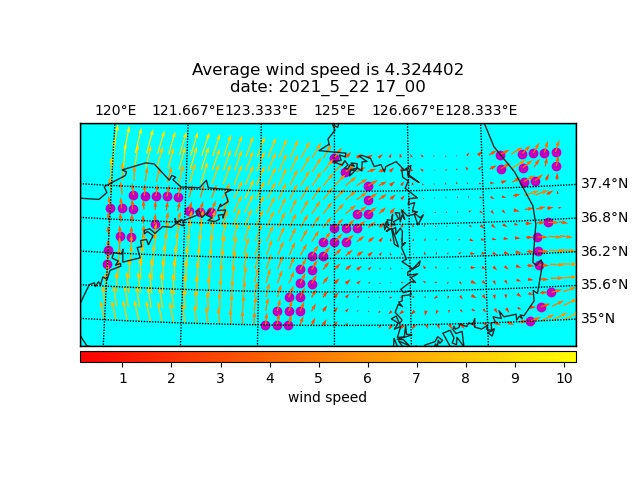 Average wind speed is 4.324402
date: 2021_5_22 17_00
120°E 121.667°E 123.333°E 125°E 126.667°E 128.333°E
37.4°N
36.8°N
36.2°N
35.6°N
35°N
1 2 3 4 5 6 7 8 9 10
wind speed